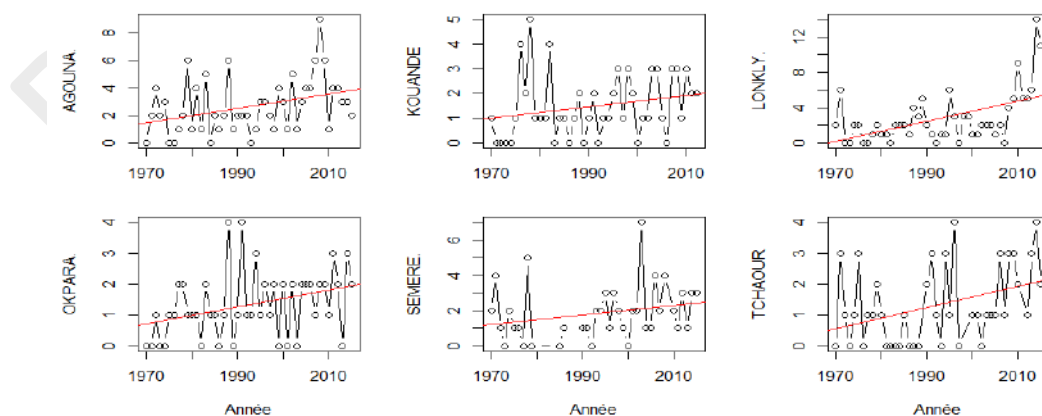 AGOUNA.
0 2 4 6 8
1970 1990 2010
KOUANDE
0 1 2 3 4 5
1970 1990 2010
LONKLY.
0 4 8 12
1970 1990 2010
OKPARA.
0 1 2 3 4
1970 1990 2010
Année
SEMERE.
0 2 4 6
1970 1990 2010
Année
TCHAOUR
0 1 2 3 4
1970 1990 2010
Année